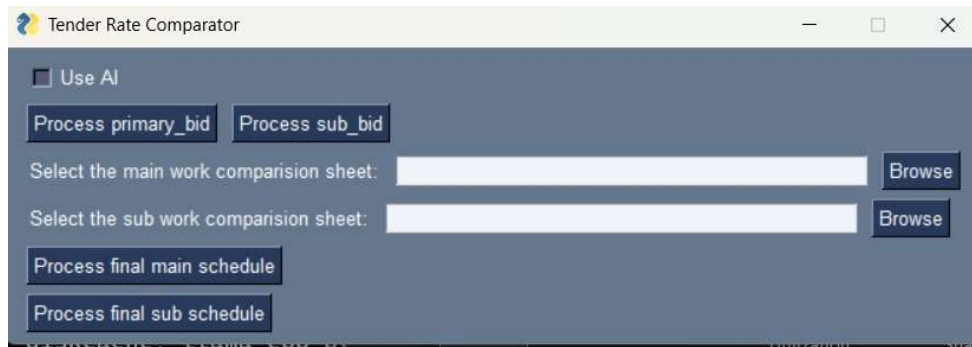 Tender Rate Comparator
Use AI
Process primary_bid Process sub_bid
Select the main work comparision sheet: Browse
Select the sub work comparision sheet: Browse
Process final main schedule
Process final sub schedule